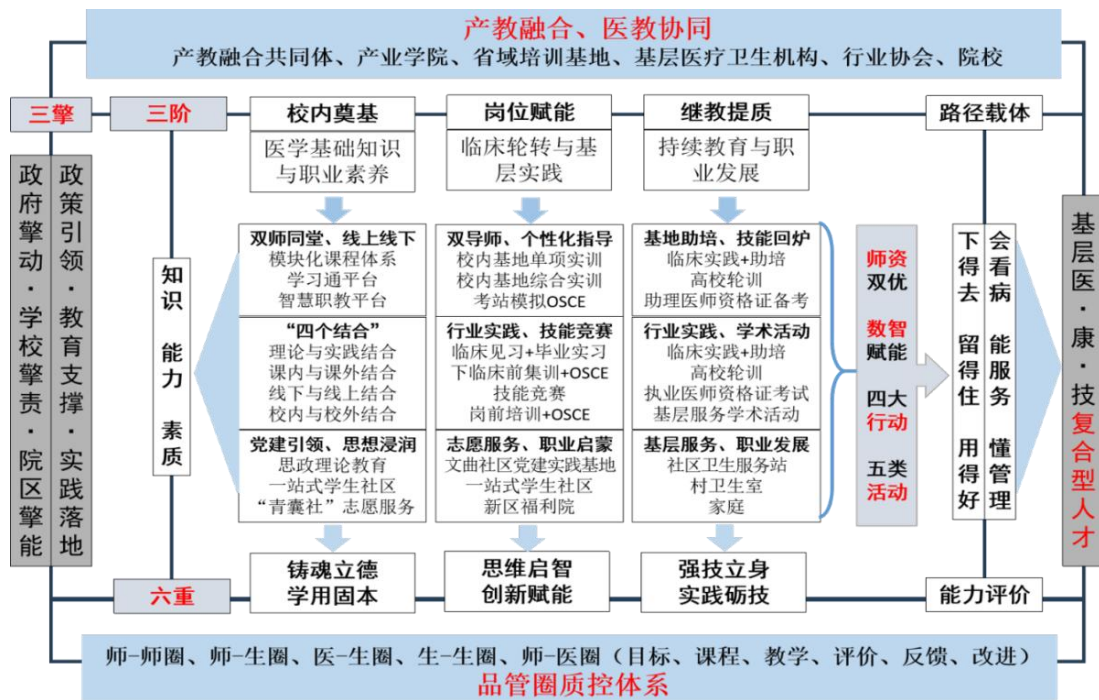 产教融合、医教协同
产教融合共同体、产业学院、省域培训基地、基层医疗卫生机构、行业协会、院校
三擎
三阶
校内奠基
岗位赋能
继教提质
路径载体
医学基础知识
与职业素养
临床轮转与基
层实践
持续教育与职
业发展
政府擎动·学校擎责·院区擎能
政策引领·教育支撑·实践落地
知识 能力 素质
双师同堂、线上线下
模块化课程体系
学习通平台
智慧职教平台
双导师、个性化指导
校内基地单项实训
校内基地综合实训
考站模拟OSCE
基地助培、技能回炉
临床实践+助培
高校轮训
助理医师资格证备考
“四个结合”
理论与实践结合
课内与课外结合
线下与线上结合
校内与校外结合
行业实践、技能竞赛
临床见习+毕业实习
下临床前集训+OSCE
技能竞赛
岗前培训+OSCE
行业实践、学术活动
临床实践+助培
高校轮训
执业医师资格证考试
基层服务学术活动
党建引领、思想浸润
思政理论教育
一站式学生社区
“青囊社”志愿服务
志愿服务、职业启蒙
文曲社区党建实践基地
一站式学生社区
新区福利院
基层服务、职业发展
社区卫生服务站
村卫生室
家庭
师资
双优
数智
赋能
四大
行动
五类
活动
下得去 留得住 用得好
会看病 能服务 懂管理
基层医·康·技复合型人才
六重
铸魂立德
学用固本
思维启智
创新赋能
强技立身
实践砺技
能力评价
师-师圈、师-生圈、医-生圈、生-生圈、师-医圈（目标、课程、教学、评价、反馈、改进）
品管圈质控体系